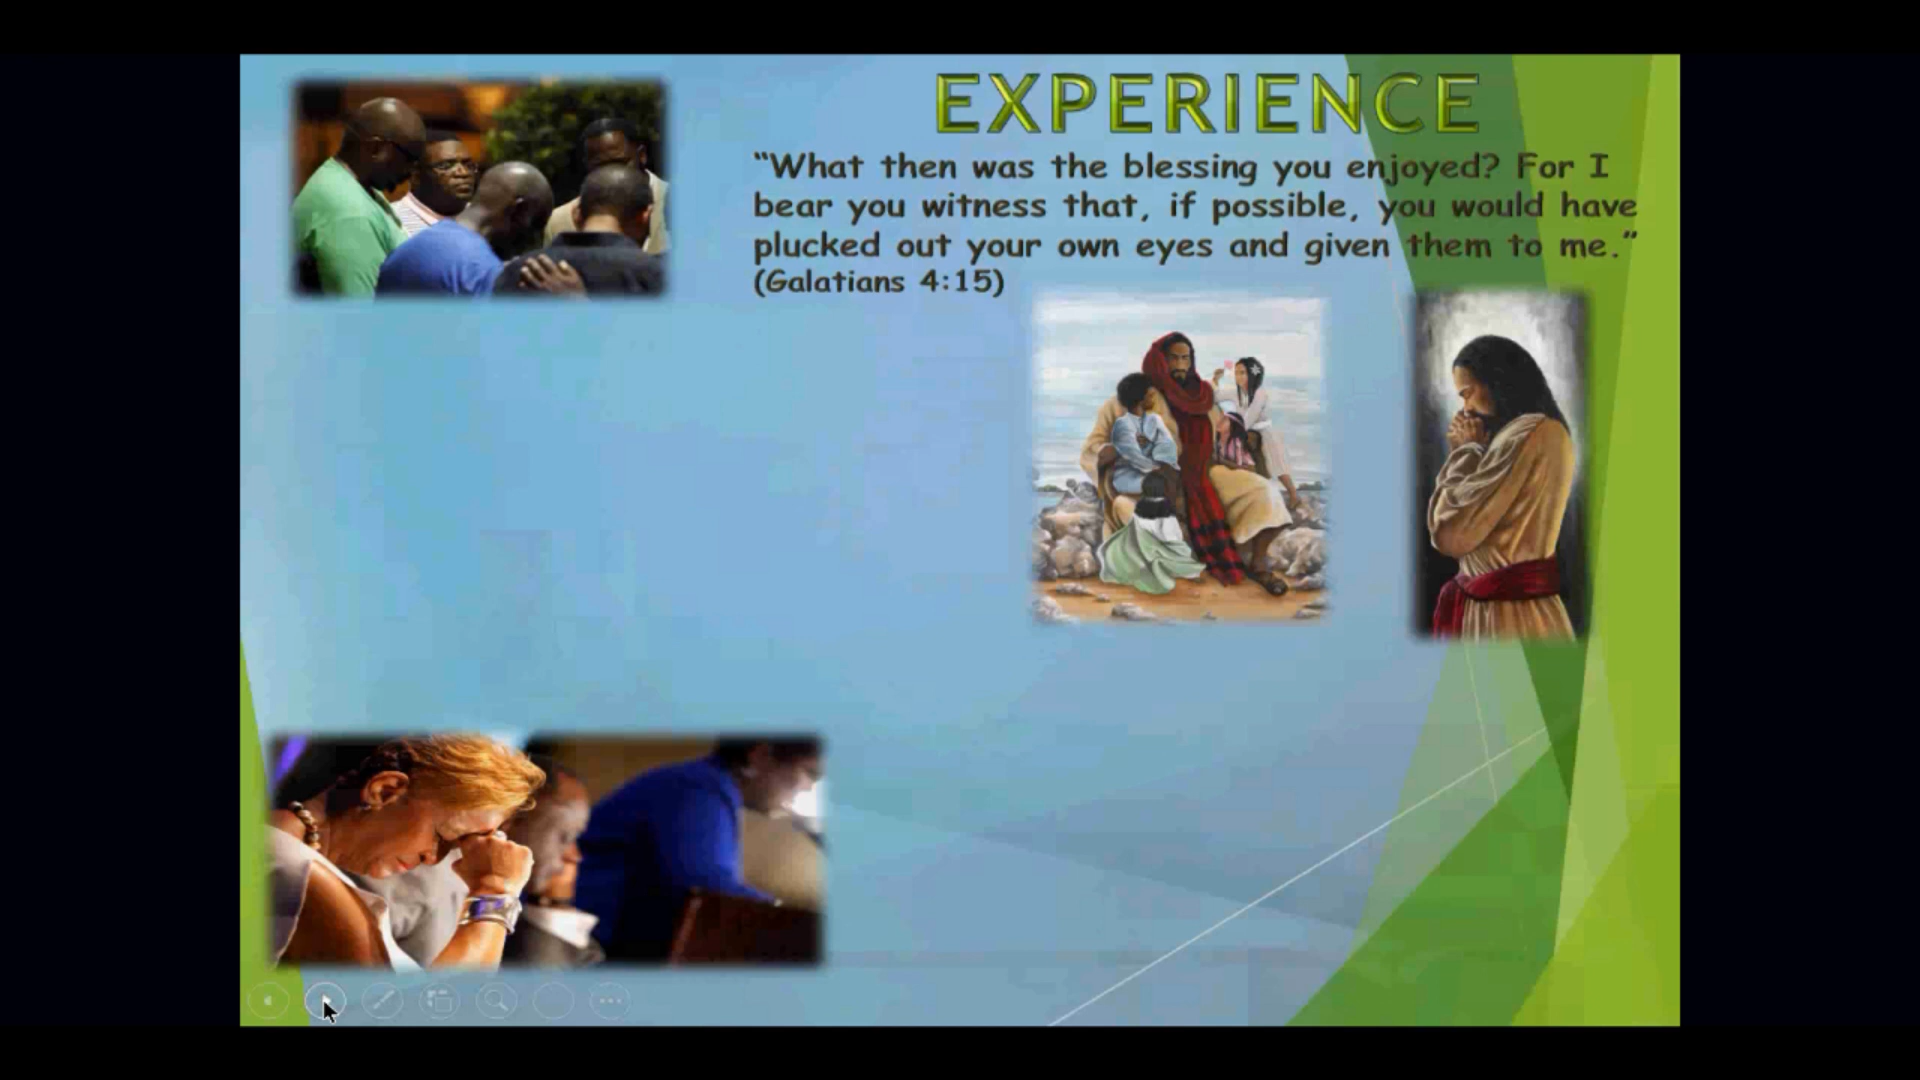 EXPERIENCE
“What then was the blessing you enjoyed? For I
bear you witness that, if possible, you would have
plucked out your own eyes and given them to me.”
(Galatians 4:15)